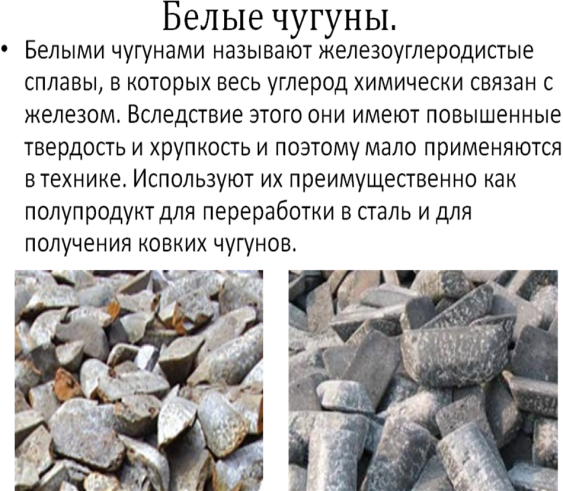 Белые чугуны.
• Белыми чугунами называют железоуглеродистые
сплавы, в которых весь углерод химически связан с
железом. Вследствие этого они имеют повышенные
твердость и хрупкость и поэтому мало применяются
в технике. Используют их преимущественно как
полупродукт для переработки в сталь и для
получения ковких чугунов.